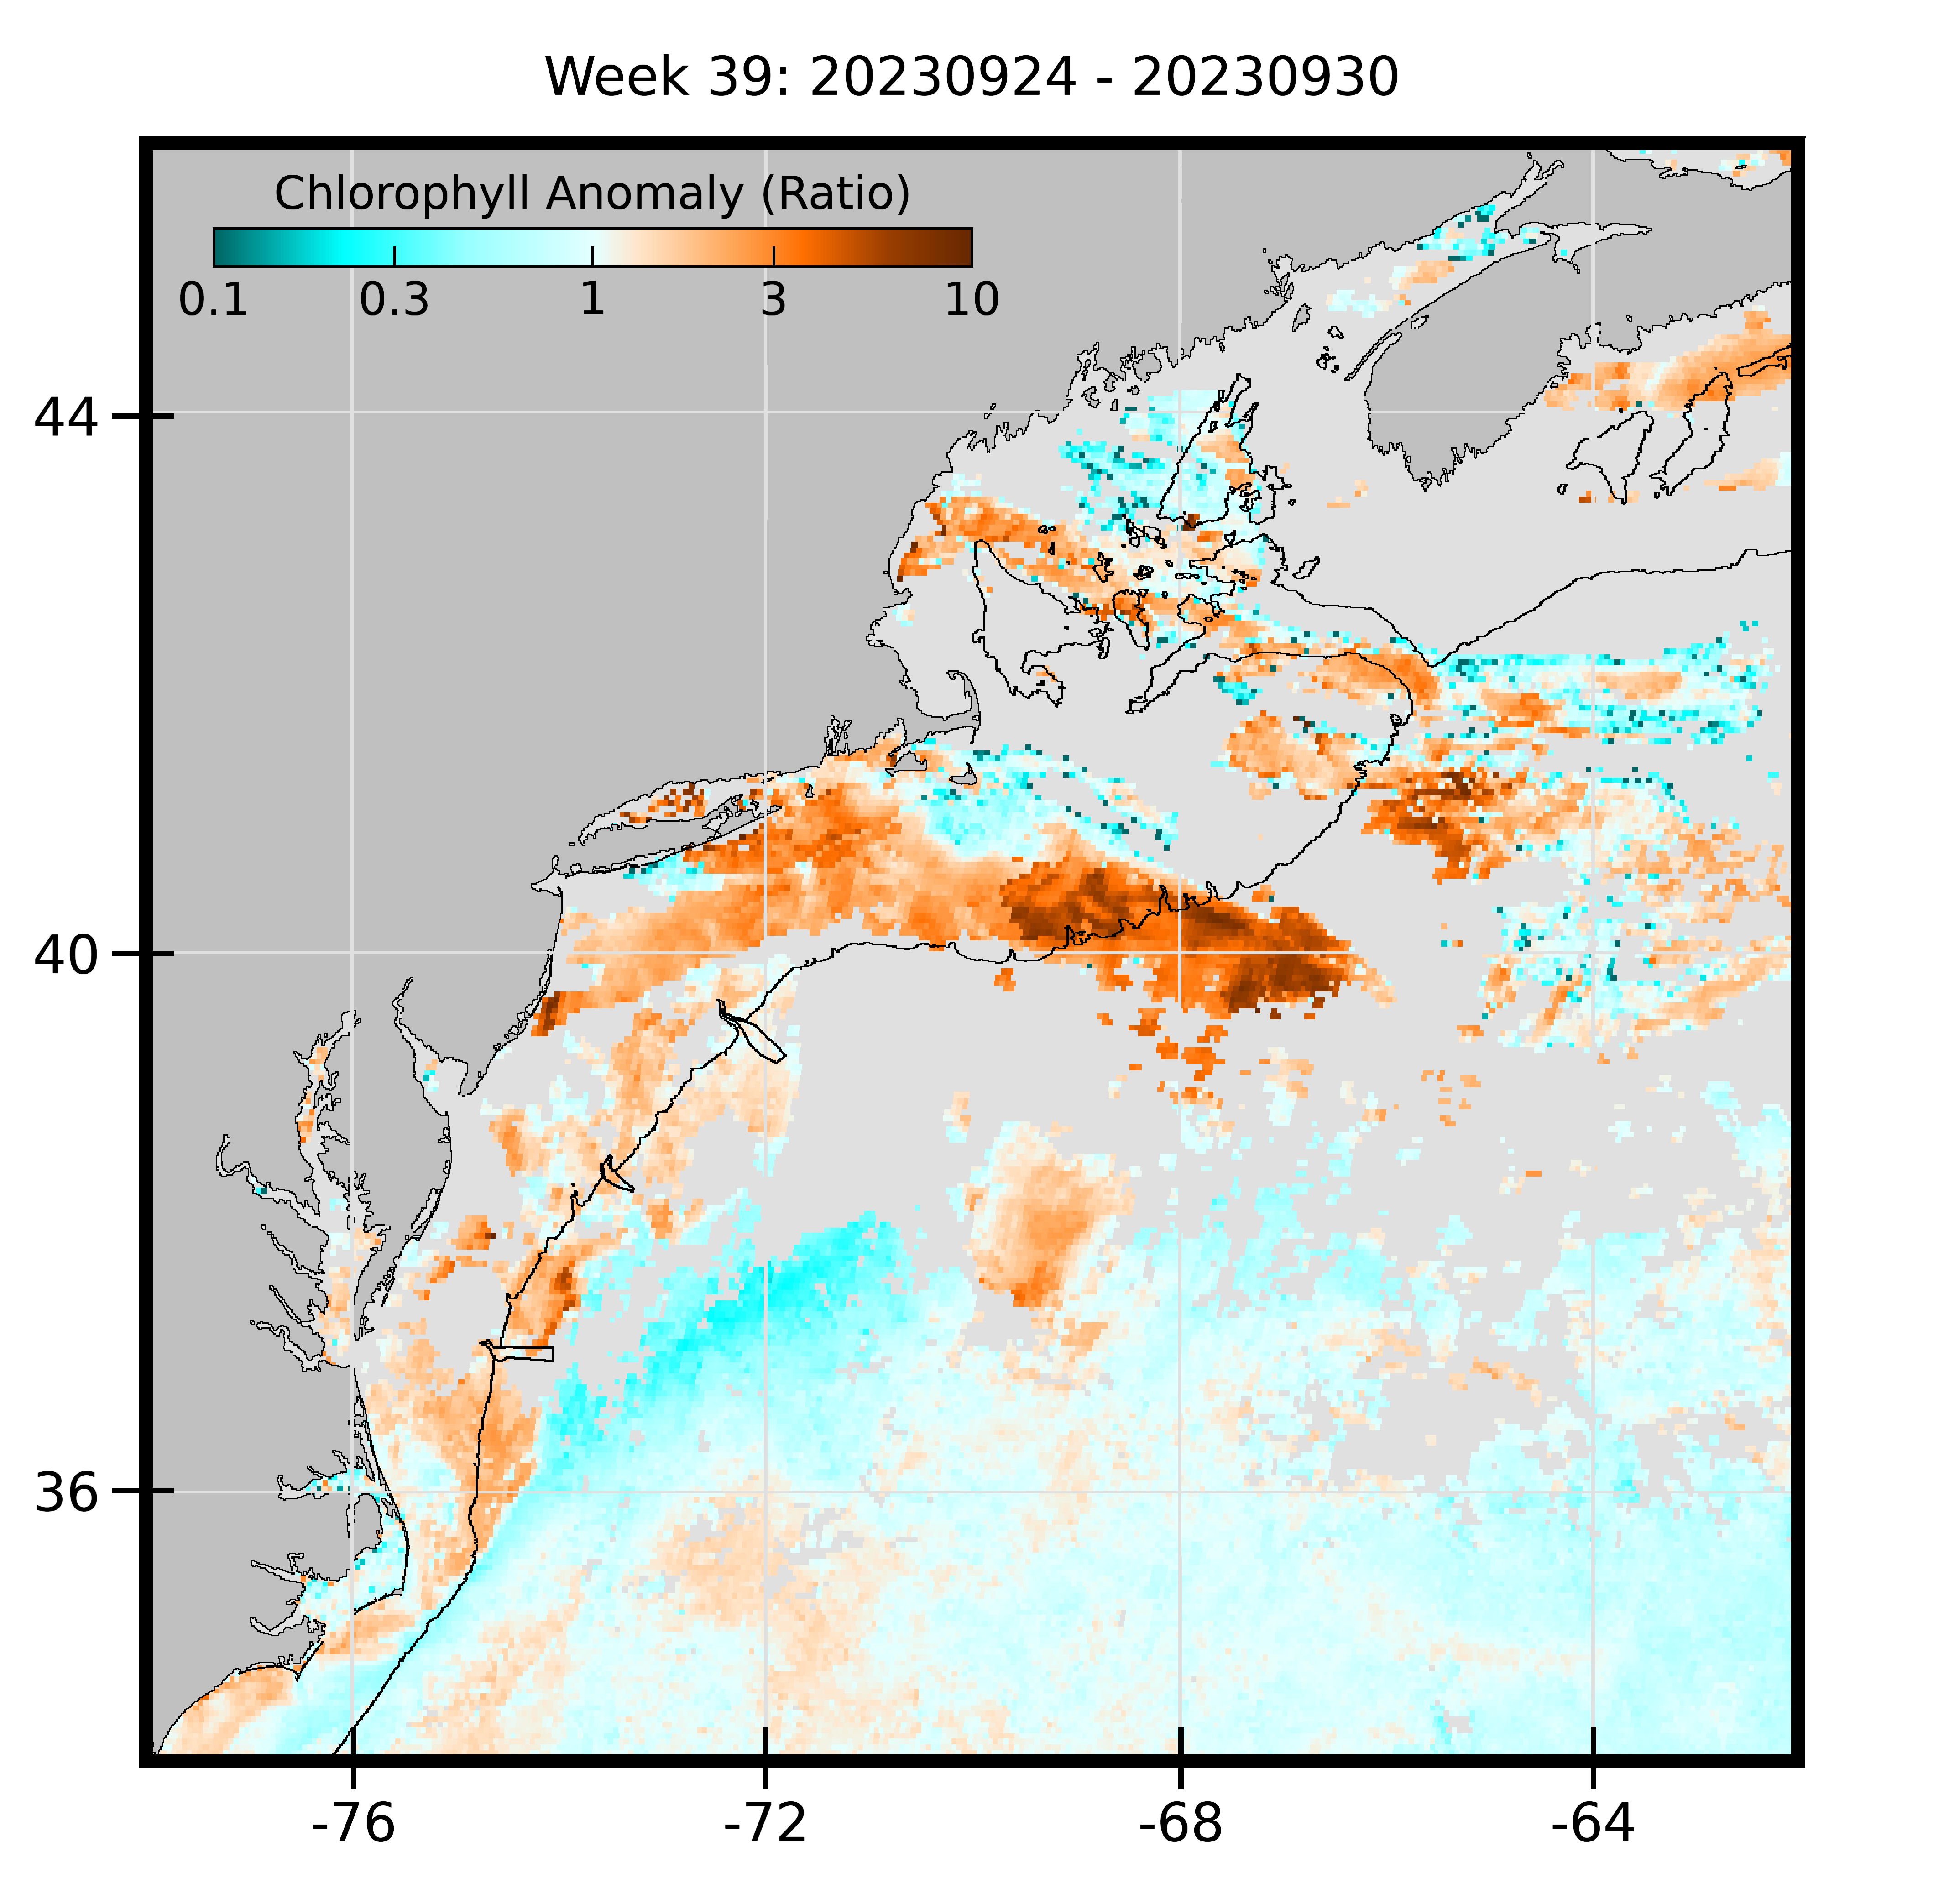 Week 39: 20230924 - 20230930
Chlorophyll Anomaly (Ratio)
0.1 0.3 1 3 10
44
40
36
-76 -72 -68 -64